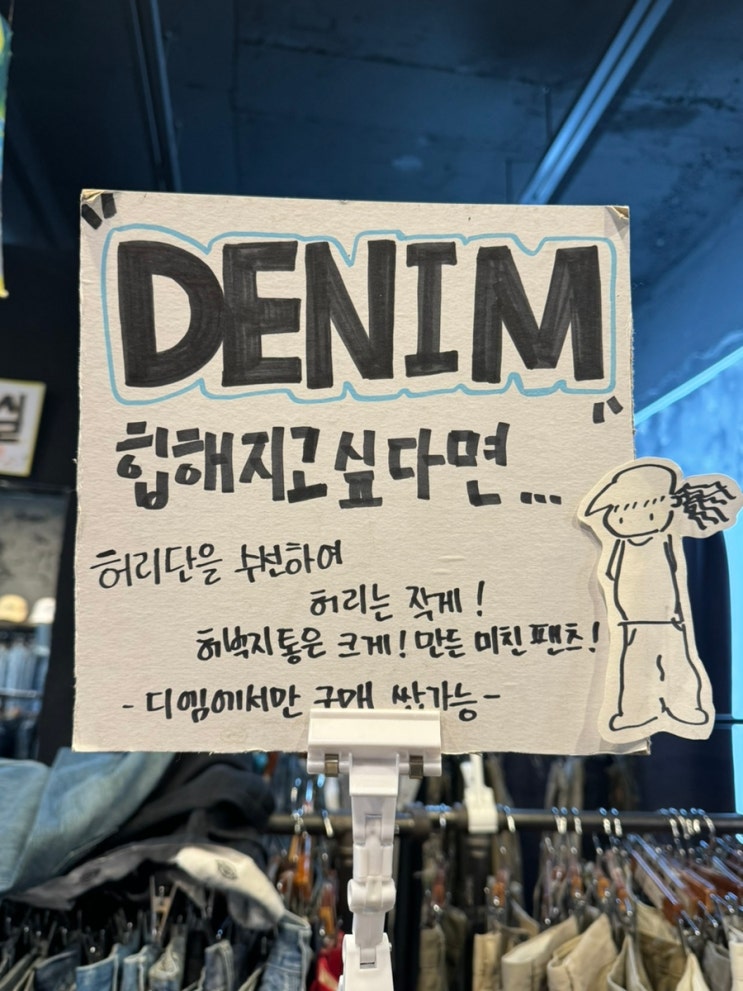 " DENIM "
힙해지고 싶다면...
허리단을 수선하여
허리는 작게!
허벅지통은 크게! 만든 미친 팬츠!
- 디엠에서만 구매 가능 -